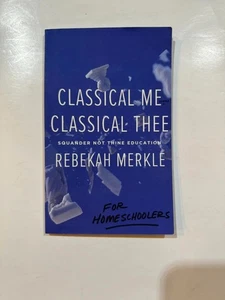 CLASSICAL ME
CLASSICAL THEE
SQUANDER NOT THINE EDUCATION
REBEKAH MERKLE
FOR
HOMESCHOOLERS